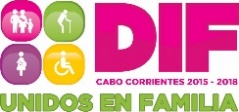 DIF
CABO CORRIENTES 2015 - 2018
UNIDOS EN FAMILIA